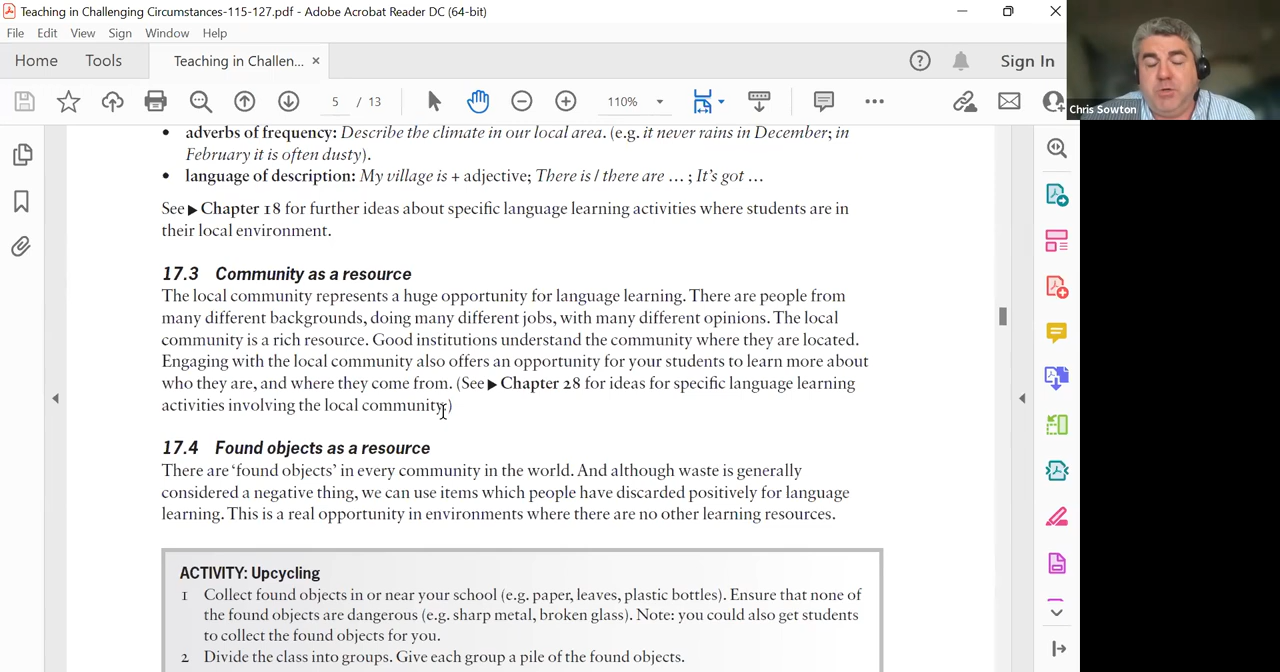 Teaching in Challenging Circumstances-115-127.pdf - Adobe Acrobat Reader DC (64-bit)
File Edit View Sign Window Help
Home Tools Teaching in Challen... × Sign In
5 / 13 110%
Chris Sowton
• adverbs of frequency: Describe the climate in our local area. (e.g. it never rains in December; in
February it is often dusty).
• language of description: My village is + adjective; There is / there are … ; It’s got …
See ▶ Chapter 18 for further ideas about specific language learning activities where students are in
their local environment.
17.3 Community as a resource
The local community represents a huge opportunity for language learning. There are people from
many different backgrounds, doing many different jobs, with many different opinions. The local
community is a rich resource. Good institutions understand the community where they are located.
Engaging with the local community also offers an opportunity for your students to learn more about
who they are, and where they come from. (See ▶ Chapter 28 for ideas for specific language learning
activities involving the local community.)
17.4 Found objects as a resource
There are ‘found objects’ in every community in the world. And although waste is generally
considered a negative thing, we can use items which people have discarded positively for language
learning. This is a real opportunity in environments where there are no other learning resources.
ACTIVITY: Upcycling
1 Collect found objects in or near your school (e.g. paper, leaves, plastic bottles). Ensure that none of
the found objects are dangerous (e.g. sharp metal, broken glass). Note: you could also get students
to collect the found objects for you.
2 Divide the class into groups. Give each group a pile of the found objects.